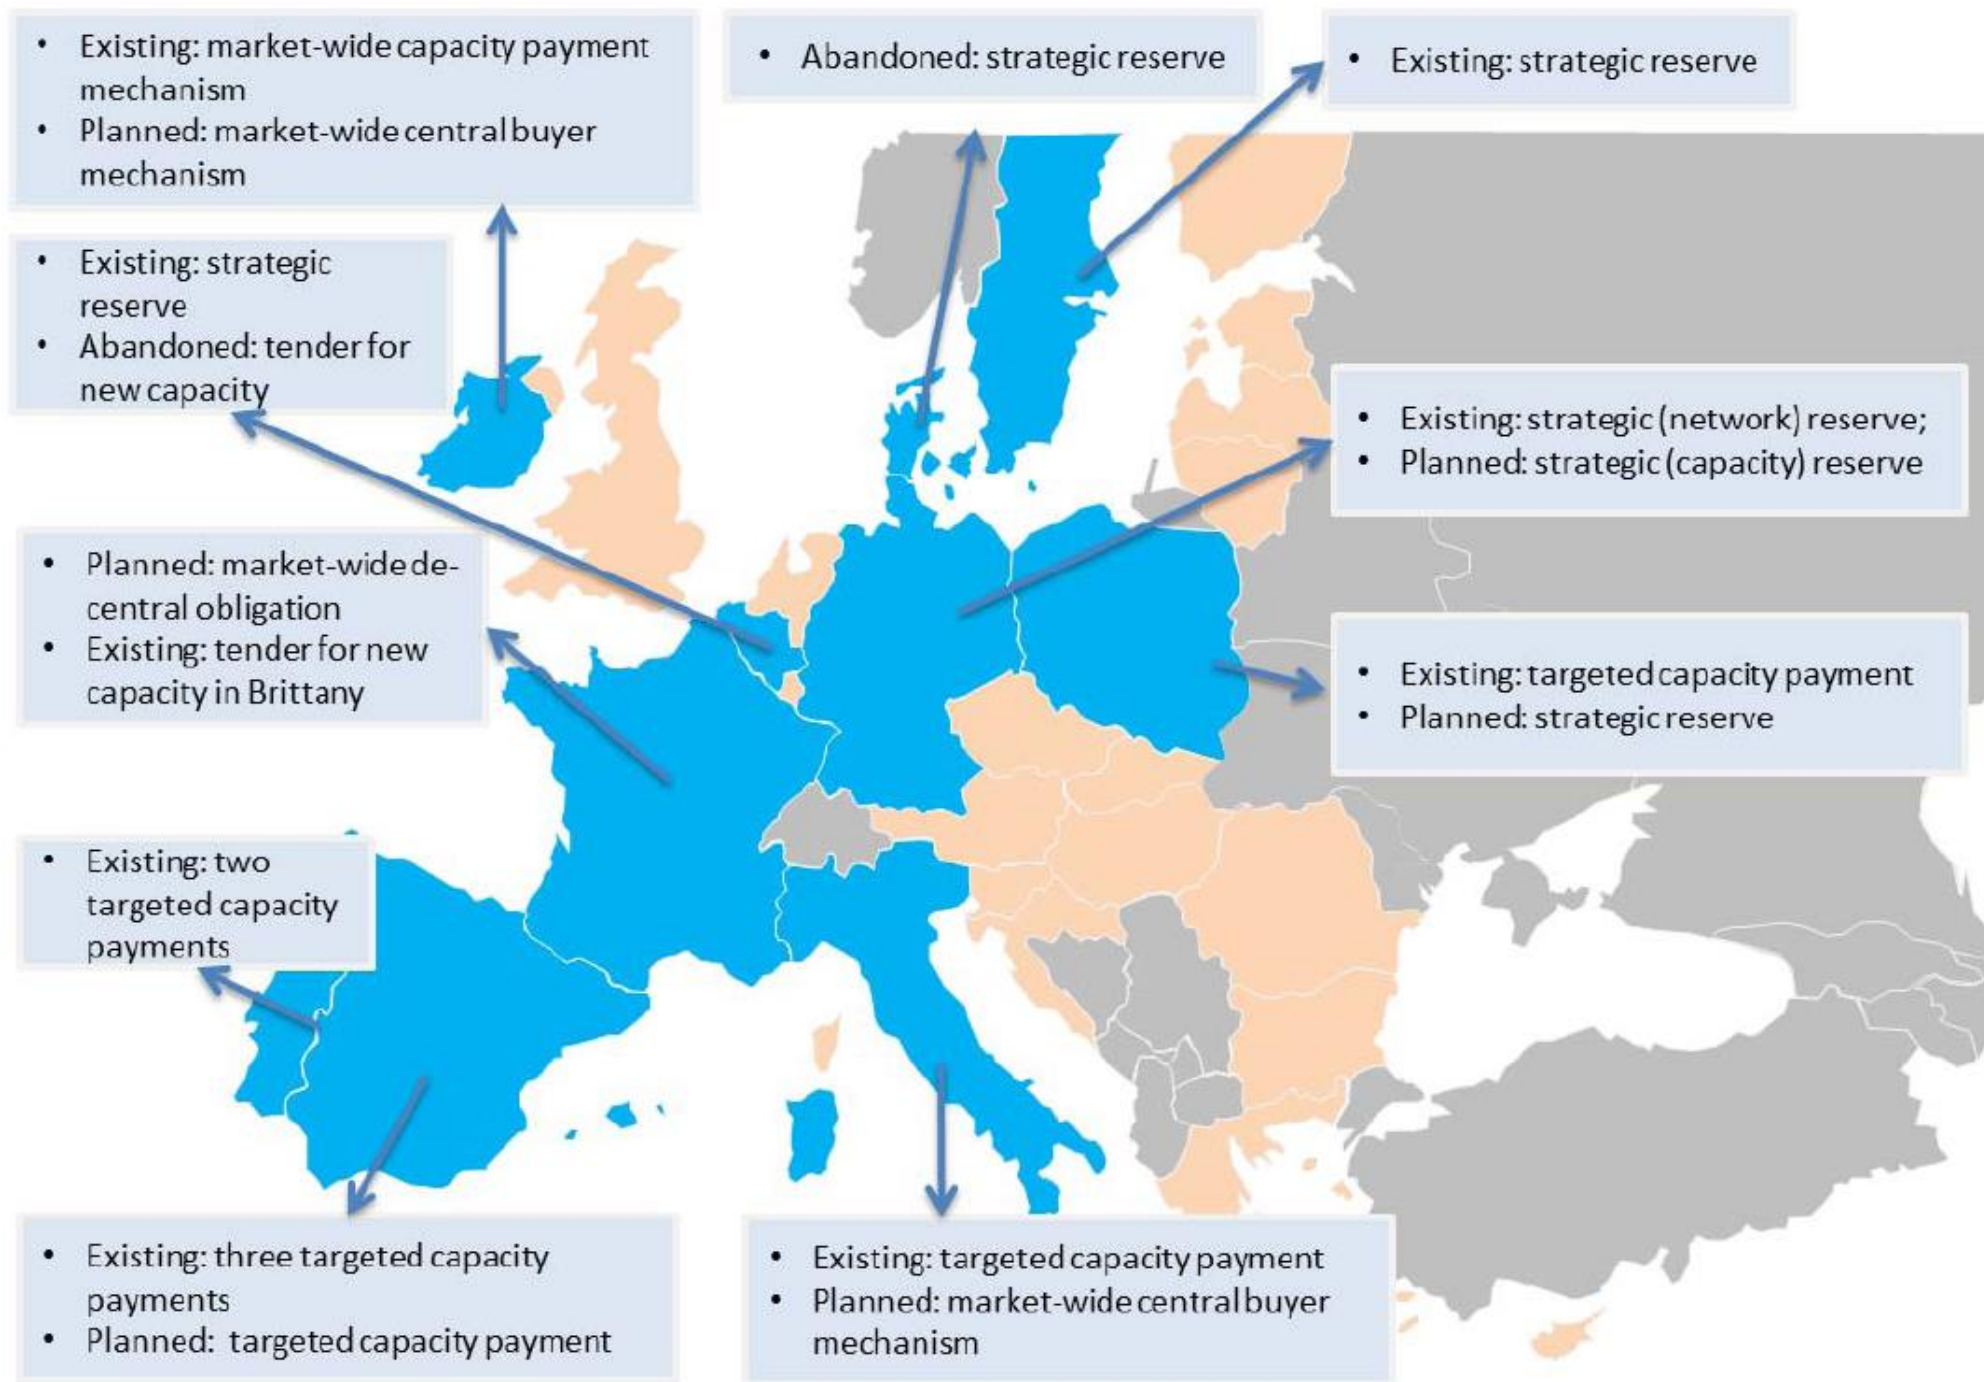 • Existing: market-wide capacity payment
mechanism
• Planned: market-wide central buyer
mechanism
• Abandoned: strategic reserve
• Existing: strategic reserve
• Existing: strategic
reserve
• Abandoned: tender for
new capacity
• Existing: strategic (network) reserve;
• Planned: strategic (capacity) reserve
• Planned: market-wide de-
central obligation
• Existing: tender for new
capacity in Brittany
• Existing: targeted capacity payment
• Planned: strategic reserve
• Existing: two
targeted capacity
payments
• Existing: three targeted capacity
payments
• Planned: targeted capacity payment
• Existing: targeted capacity payment
• Planned: market-wide central buyer
mechanism